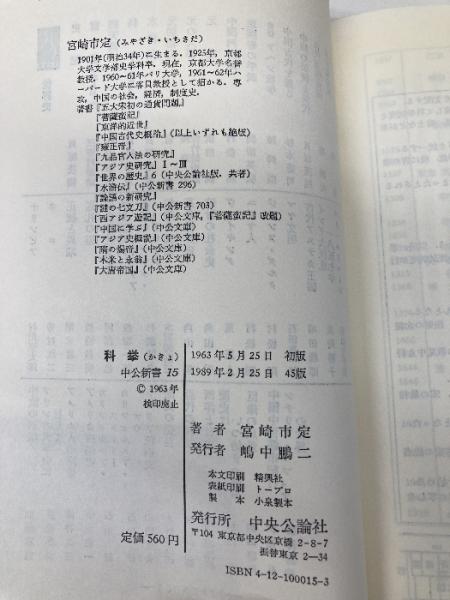 宮崎市定（みやざき・いちさだ）
1901年（明治34年）に生まる．1925年，京都
大学文学部史学科卒．現在，京都大学名誉
教授．1960～61年パリ大学，1961～62年ハ
ーバード大学に客員教授として招かる．専
攻，中国の社会，経済，制度史．
著書『五代宋初の通貨問題』
『菩薩蛮記』
『東洋的近世』
『中国古代史概論』（以上いずれも絶版）
『雍正帝』
『九品官人法の研究』
『アジア史研究』Ⅰ～Ⅲ
『世界の歴史』6（中央公論社版．共著）
『水滸伝』（中公新書 296）
『論語の新研究』
『謎の七支刀』（中公新書 703）
『西アジア遊記』（中公文庫，『菩薩蛮記』改題）
『中国に学ぶ』（中公文庫）
『アジア史概説』（中公文庫）
『隋の煬帝』（中公文庫）
『木米と永翁』（中公文庫）
『大唐帝国』（中公文庫）
科挙（かきょ）
中公新書 15
© 1963年
検印廃止
定価 560円
1963年5月25日 初版
1989年2月25日 45版
著者 宮崎市定
発行者 嶋中鵬二
本文印刷 精興社
表紙印刷 トープロ
製本 小泉製本
発行所 中央公論社
〒104 東京都中央区京橋 2-8-7
振替東京 2-34
ISBN 4-12-100015-3